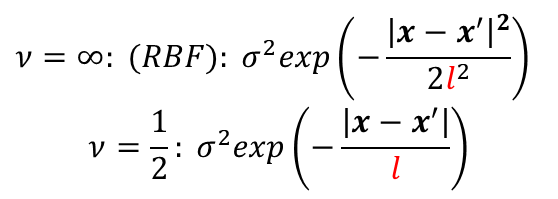 ν = ∞: (RBF): σ²exp(−|x − x′|²/2l²)
ν = 1/2: σ²exp(−|x − x′|/l)